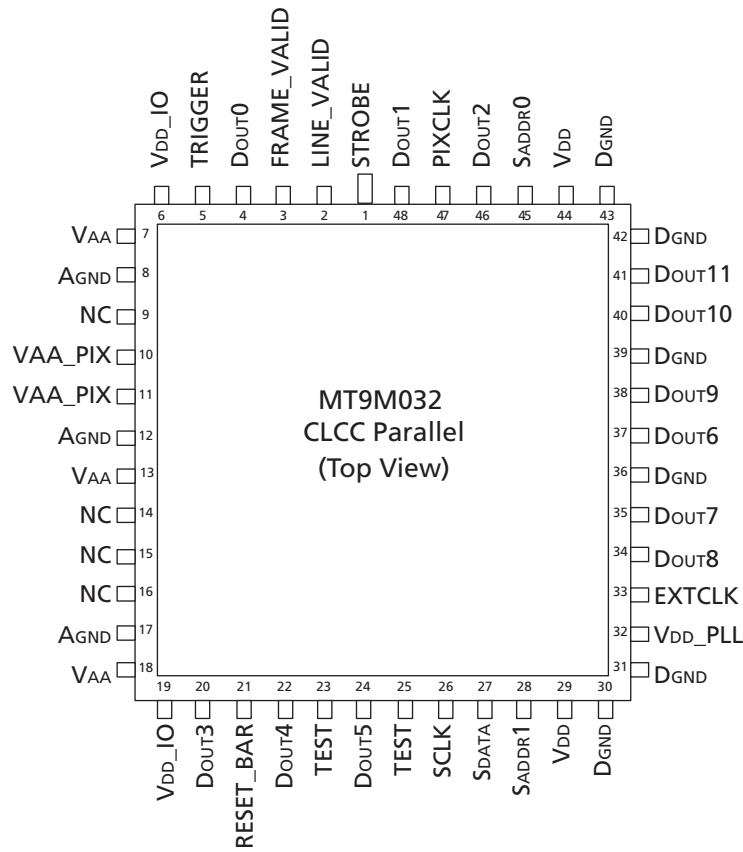 VDD_IO
TRIGGER
DOUT0
FRAME_VALID
LINE_VALID
STROBE
DOUT1
PIXCLK
DOUT2
SADDR0
VDD
DGND
6 5 4 3 2 1 48 47 46 45 44 43
VAA 7
AGND 8
NC 9
VAA_PIX 10
VAA_PIX 11
AGND 12
VAA 13
NC 14
NC 15
NC 16
AGND 17
VAA 18
MT9M032
CLCC Parallel
(Top View)
42 DGND
41 DOUT11
40 DOUT10
39 DGND
38 DOUT9
37 DOUT6
36 DGND
35 DOUT7
34 DOUT8
33 EXTCLK
32 VDD_PLL
31 DGND
19 20 21 22 23 24 25 26 27 28 29 30
VDD_IO
DOUT3
RESET_BAR
DOUT4
TEST
DOUT5
TEST
SCLK
SDATA
SADDR1
VDD
DGND